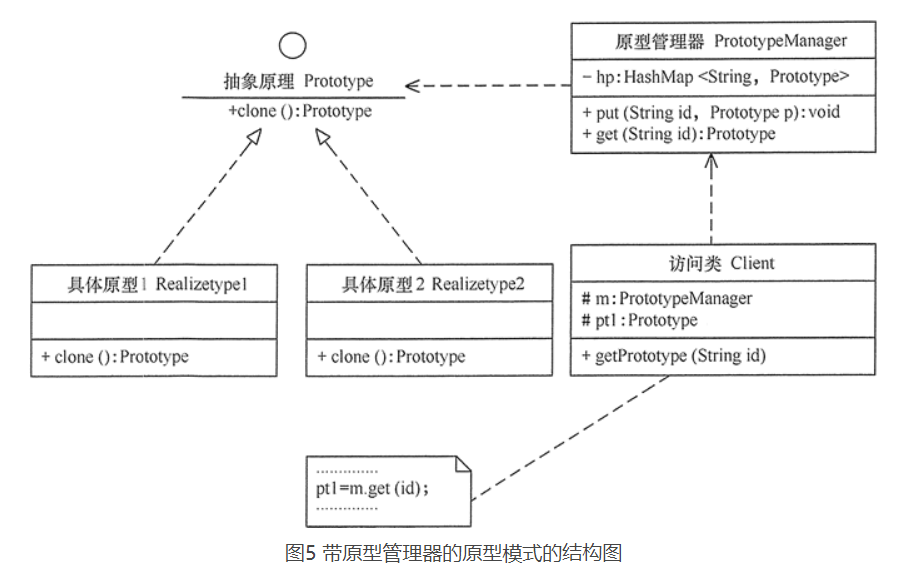 抽象原理 Prototype
+clone ():Prototype
原型管理器 PrototypeManager
- hp:HashMap <String, Prototype>
+ put (String id, Prototype p):void
+ get (String id):Prototype
具体原型1 Realizetype1
+ clone ():Prototype
具体原型2 Realizetype2
+ clone ():Prototype
访问类 Client
# m:PrototypeManager
# pt1:Prototype
+ getPrototype (String id)
..............
pt1=m.get (id);
..............
图5 带原型管理器的原型模式的结构图